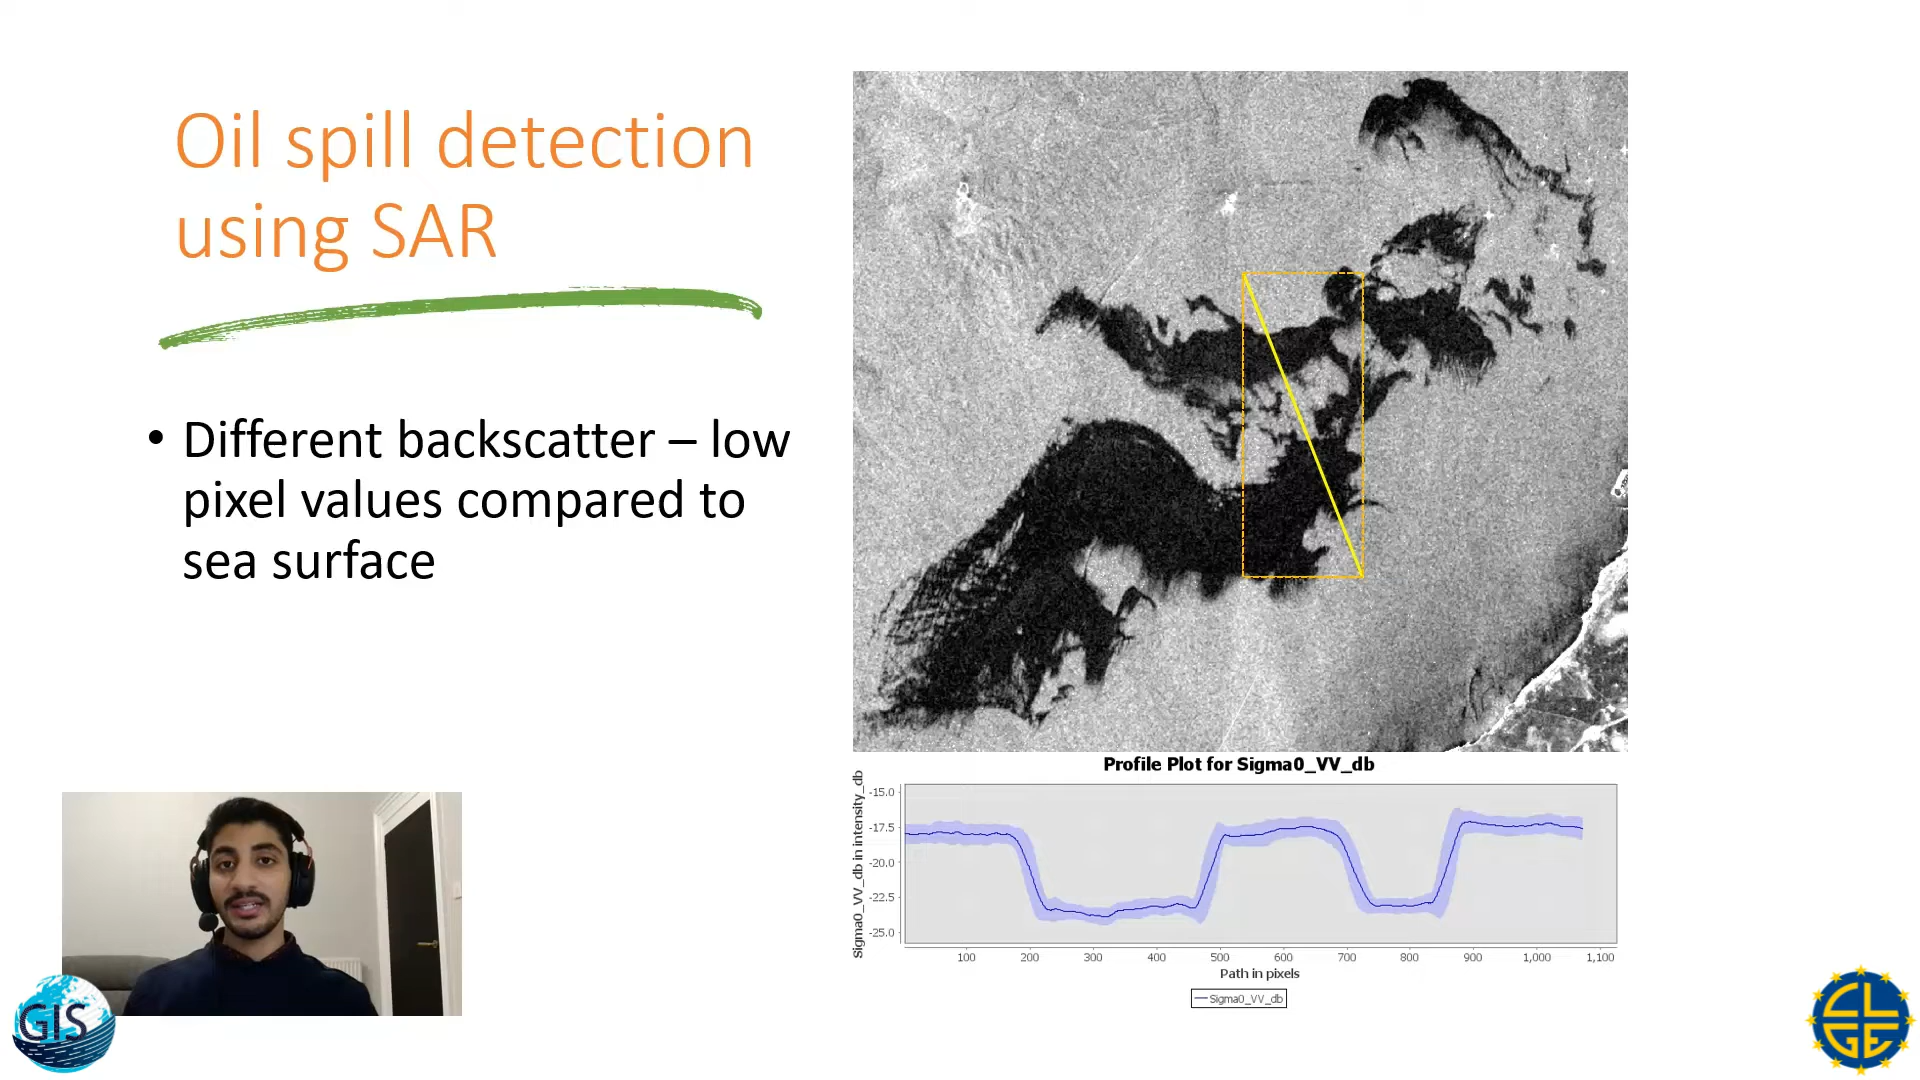 Oil spill detection
using SAR
• Different backscatter – low
pixel values compared to
sea surface
Profile Plot for Sigma0_VV_db
Sigma0_VV_db in intensity_db
-15.0
-17.5
-20.0
-22.5
-25.0
100 200 300 400 500 600 700 800 900 1,000 1,100
Path in pixels
Sigma0_VV_db
GIS
CL
GE